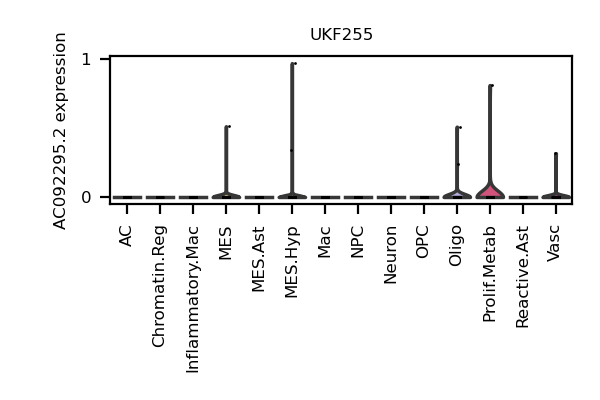 UKF255
AC092295.2 expression
1
0
AC
Chromatin.Reg
Inflammatory.Mac
MES
MES.Ast
MES.Hyp
Mac
NPC
Neuron
OPC
Oligo
Prolif.Metab
Reactive.Ast
Vasc